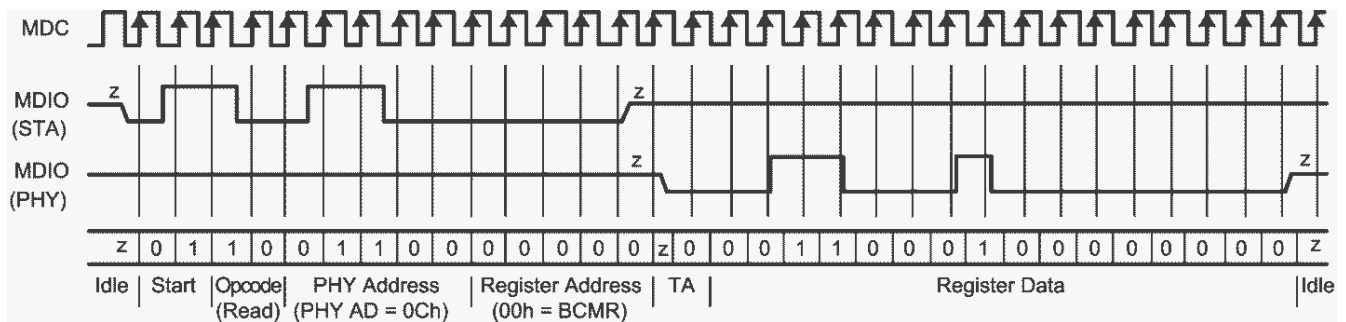 MDC
z z
MDIO
(STA)
MDIO z z
(PHY)
z 0 1 1 0 0 1 1 0 0 0 0 0 0 0 z 0 0 0 1 1 0 0 0 1 0 0 0 0 0 0 0 0 z
Idle Start Opcode PHY Address Register Address TA Register Data Idle
(Read) (PHY AD = 0Ch) (00h = BCMR)